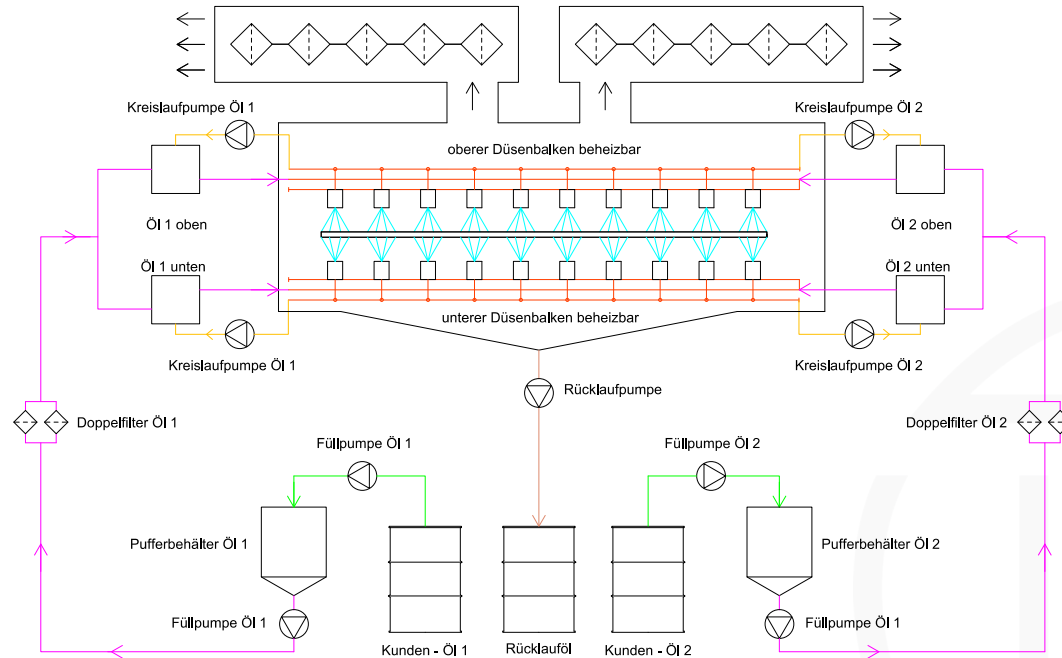 Kreislaufpumpe Öl 1
Kreislaufpumpe Öl 2
oberer Düsenbalken beheizbar
Öl 1 oben
Öl 2 oben
Öl 1 unten
Öl 2 unten
unterer Düsenbalken beheizbar
Kreislaufpumpe Öl 1
Kreislaufpumpe Öl 2
Rücklaufpumpe
Doppelfilter Öl 1
Doppelfilter Öl 2
Füllpumpe Öl 1
Füllpumpe Öl 2
Pufferbehälter Öl 1
Pufferbehälter Öl 2
Füllpumpe Öl 1
Füllpumpe Öl 1
Kunden - Öl 1
Rücklauföl
Kunden - Öl 2